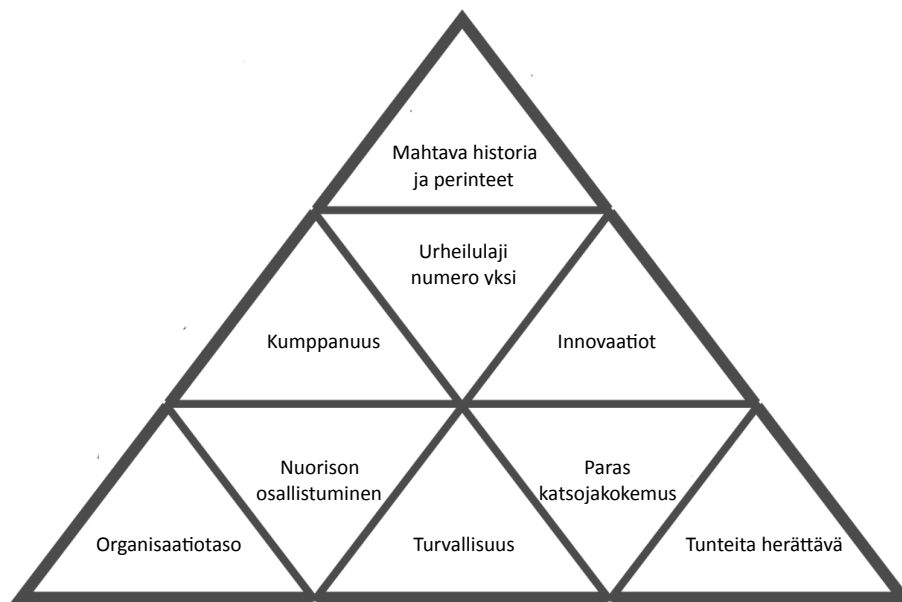 Mahtava historia
ja perinteet
Urheilulaji
numero yksi
Kumppanuus
Innovaatiot
Nuorison
osallistuminen
Paras
katsojakokemus
Organisaatiotaso
Turvallisuus
Tunteita herättävä